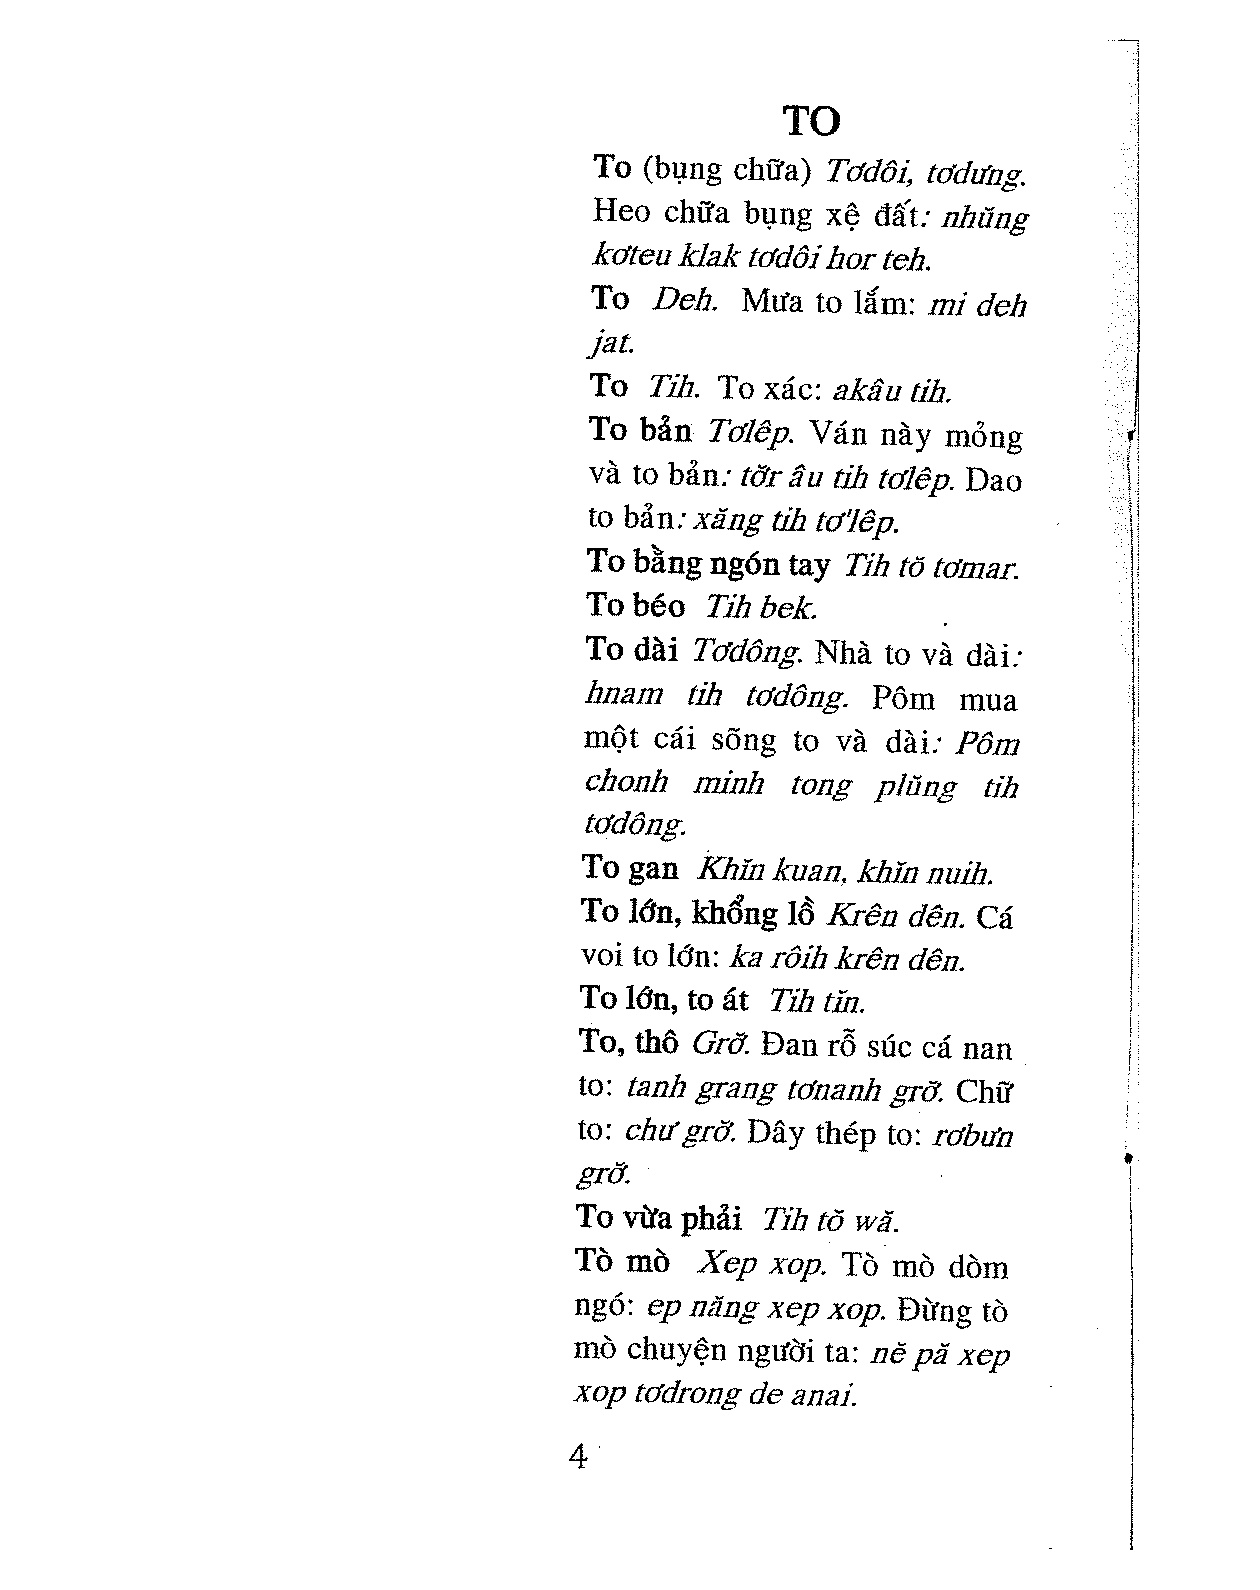 TO
To (bụng chữa) Tơdôi, tơdưng.
Heo chữa bụng xệ đất: nhŭng
kơteu klak tơdôi hor teh.
To Deh. Mưa to lắm: mi deh
jat.
To Tih. To xác: akâu tih.
To bản Tơlêp. Ván này mỏng
và to bản: tơ̆r âu tih tơlêp. Dao
to bản: xăng tih tơ'lêp.
To bằng ngón tay Tih tŏ tơmar.
To béo Tih bek.
To dài Tơdông. Nhà to và dài:
hnam tih tơdông. Pôm mua
một cái sõng to và dài: Pôm
chonh minh tong plŭng tih
tơdông.
To gan Khĭn kuan, khĭn nuih.
To lớn, khổng lồ Krên dên. Cá
voi to lớn: ka rôih krên dên.
To lớn, to át Tih tĭn.
To, thô Grơ̆. Đan rỗ súc cá nan
to: tanh grang tơnanh grơ̆. Chữ
to: chư grơ̆. Dây thép to: rơbưn
grơ̆.
To vừa phải Tih tŏ wă.
Tò mò Xep xop. Tò mò dòm
ngó: ep năng xep xop. Đừng tò
mò chuyện người ta: nĕ pă xep
xop tơdrong de anai.
4